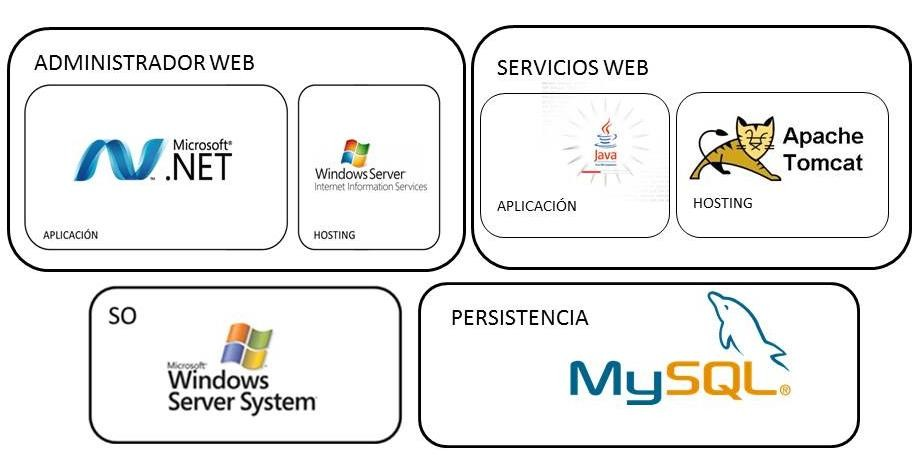 ADMINISTRADOR WEB
Microsoft®
.NET
™
APLICACIÓN
Windows Server
Internet Information Services
HOSTING
SERVICIOS WEB
Java
APLICACIÓN
Apache
Tomcat
HOSTING
SO
Microsoft®
Windows
Server System
PERSISTENCIA
MySQL®